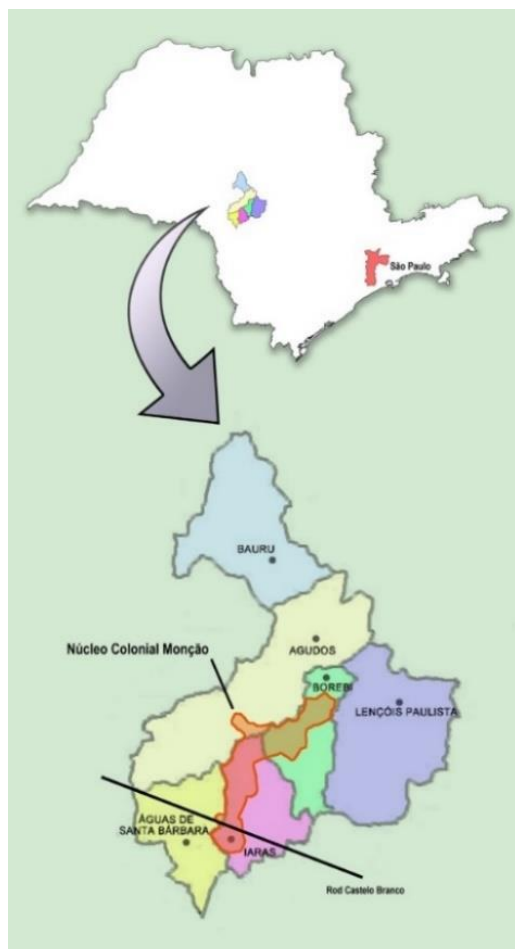 São Paulo
BAURU
Núcleo Colonial Monção
AGUDOS
BOREBI
LENÇÓIS PAULISTA
ÁGUAS DE
SANTA BÁRBARA
IARAS
Rod Castelo Branco